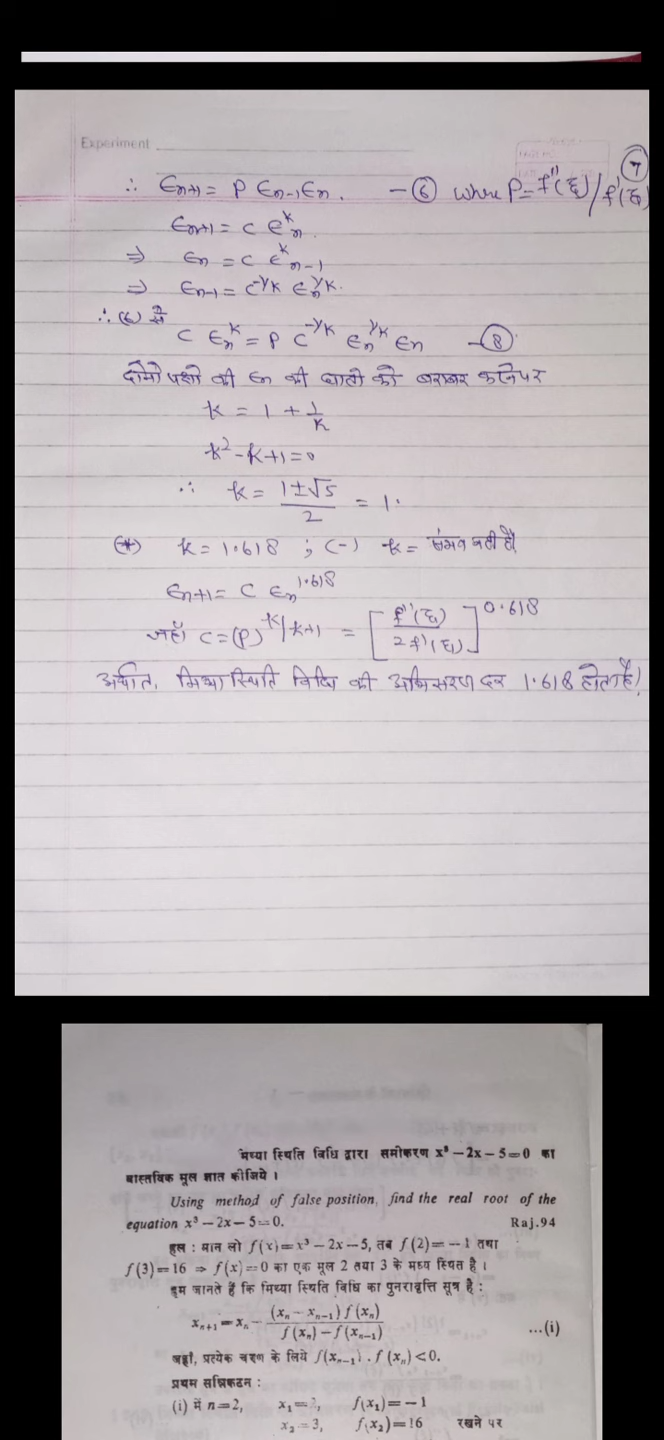 Experiment
∴ ϵn+1 = P ϵn-1 ϵn. — ⑥ where P = f''(ξ)/f'(ξ) ⑦
ϵn+1 = C ϵn^k.
⇒ ϵn = C ϵ^k n-1
⇒ ϵn-1 = C^-1/k ϵn^1/k.
∴ (6) से
C ϵn^k = P C^-1/k ϵn^1/k ϵn — ⑧
दोनो पक्षो की ϵn की घातो को बराबर करनेपर
k = 1 + 1/k
k² - k + 1 = 0
∴ k = 1±√5/2 = 1.
(+) k = 1.618 ; (-) k = संभव नही है।
ϵn+1 = C ϵn^1.618
जहाँ C = (P)^k/k+1 = [f''(ξ)/2f'(ξ)]^0.618
अर्थात, मिथ्या स्थिति विधि की अभिसरण दर 1.618 होता है।
मिथ्या स्थिति विधि द्वारा समीकरण x³ – 2x – 5 = 0 का
वास्तविक मूल ज्ञात कीजिये ।
Using method of false position, find the real root of the
equation x³ – 2x – 5 = 0. Raj.94
हल : मान लो f(x) = x³ – 2x – 5, तब f(2) = – 1 तथा
f(3) = 16 ⇒ f(x) = 0 का एक मूल 2 तथा 3 के मध्य स्थित है ।
हम जानते हैं कि मिथ्या स्थिति विधि का पुनरावृत्ति सूत्र है :
xn+1 = xn – (xn – xn–1) f(xn) / f(xn) – f(xn–1) ...(i)
जहाँ, प्रत्येक चरण के लिये f(xn–1) . f(xn) < 0.
प्रथम सन्निकटन :
(i) में n = 2, x1 = 2, f(x1) = – 1
x2 = 3, f(x2) = 16 रखने पर